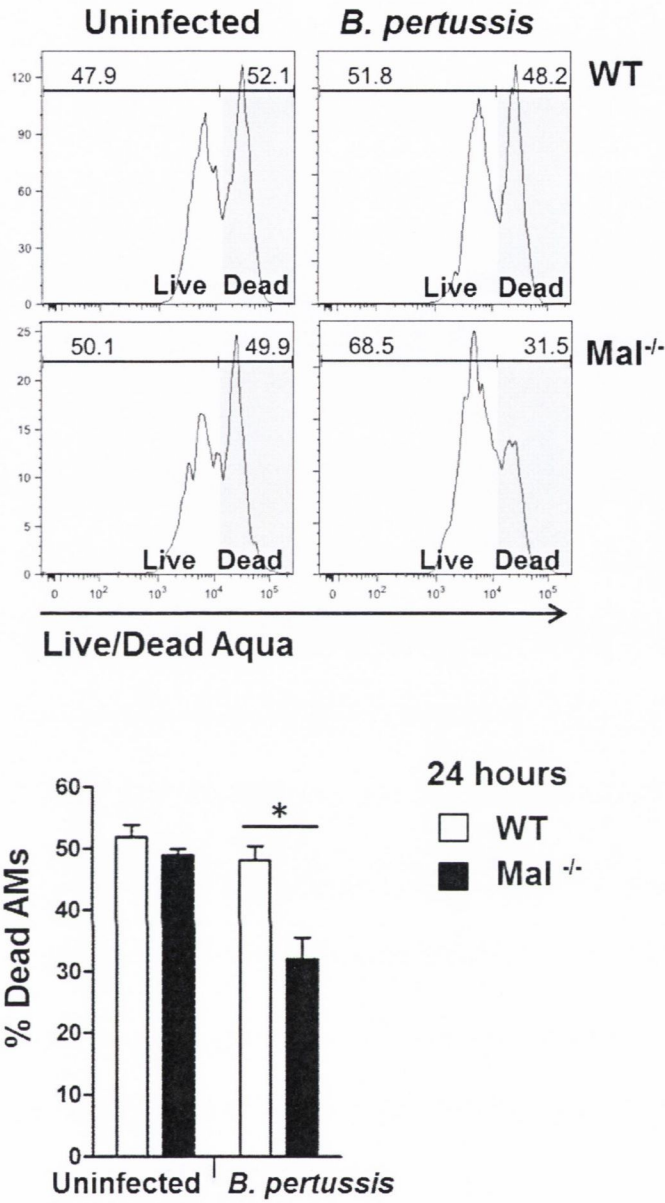 Uninfected B. pertussis
47.9 52.1 51.8 48.2 WT
120
90
60
30
0
Live Dead Live Dead
25
50.1 49.9 68.5 31.5 Mal-/-
20
15
10
5
0
Live Dead Live Dead
0 10² 10³ 10⁴ 10⁵ 0 10² 10³ 10⁴ 10⁵
Live/Dead Aqua
60
50
40
30
20
10
0
% Dead AMs
*
24 hours
WT
Mal -/-
Uninfected B. pertussis